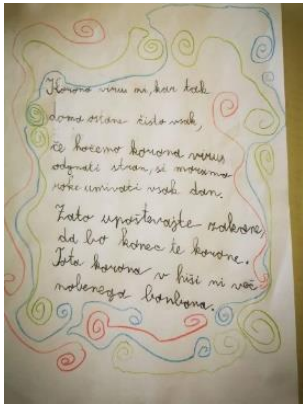 Korona virus ni, kar tak
doma ostane čisto vsak,
če hočemo korona virus
odgnati stran, si moramo
roke umivati vsak dan.
Zato upoštevajte zakone,
da bo konec te korone.
Ista korona v hiši ni več
nobenega bonbona.